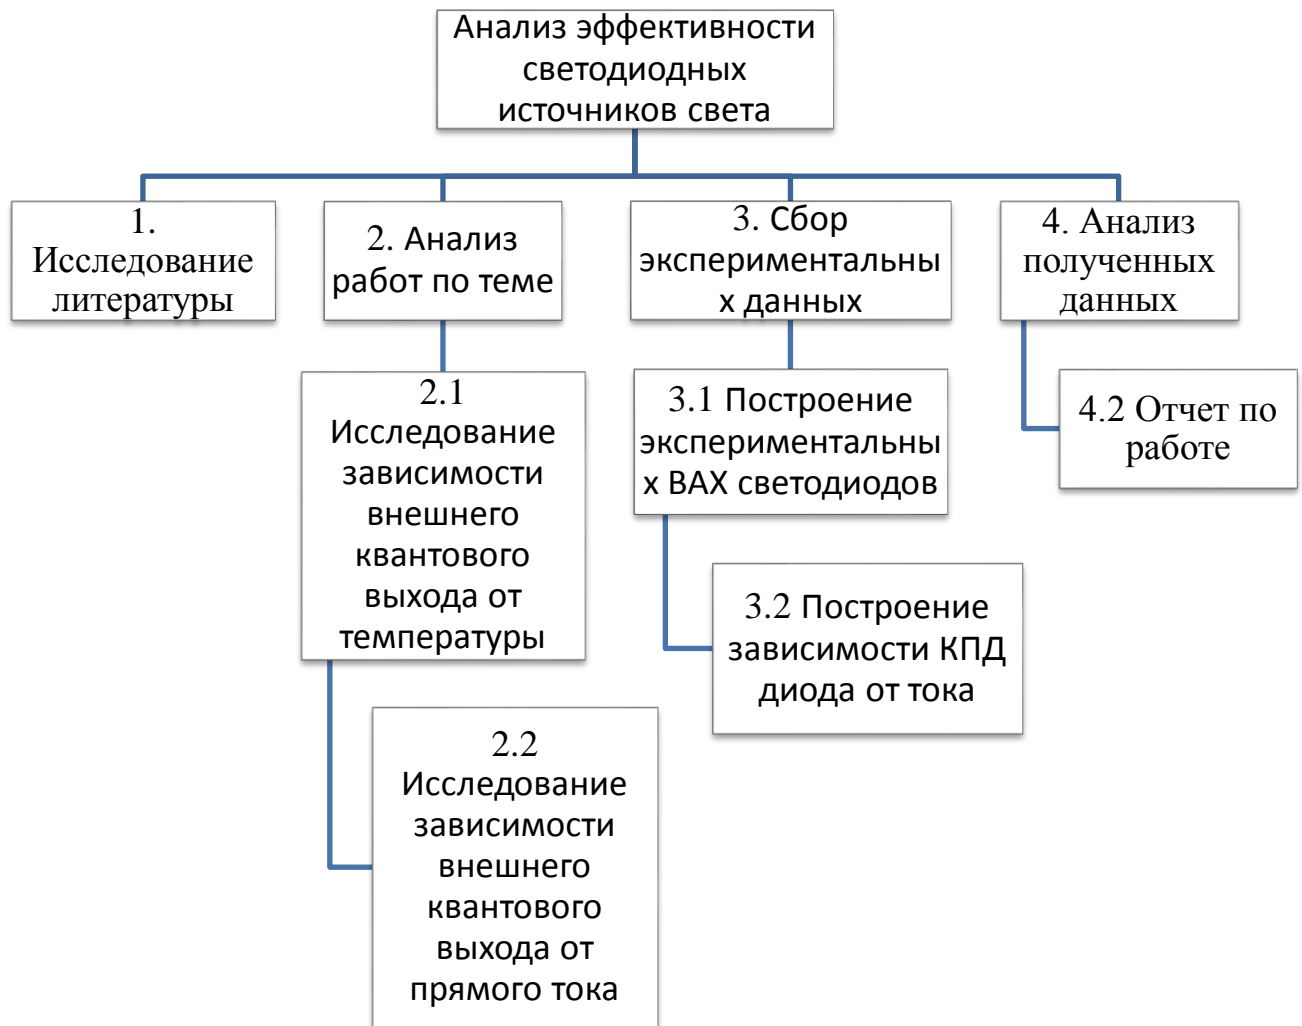 Анализ эффективности
светодиодных
источников света
1.
Исследование
литературы
2. Анализ
работ по теме
3. Сбор
экспериментальны
х данных
4. Анализ
полученных
данных
2.1
Исследование
зависимости
внешнего
квантового
выхода от
температуры
2.2
Исследование
зависимости
внешнего
квантового
выхода от
прямого тока
3.1 Построение
экспериментальны
х ВАХ светодиодов
3.2 Построение
зависимости КПД
диода от тока
4.2 Отчет по
работе